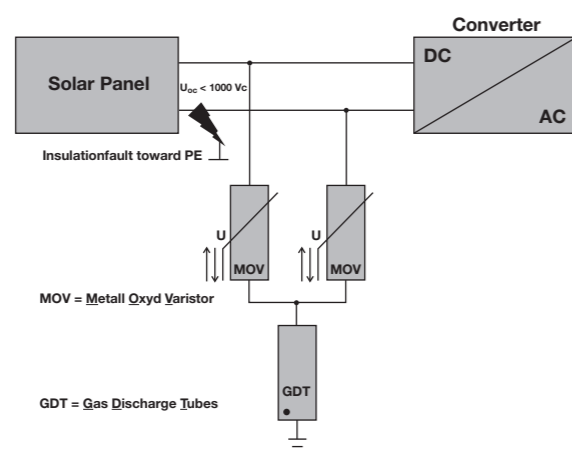 Converter
DC
Solar Panel
Uoc < 1000 Vc
AC
Insulationfault toward PE
U
U
MOV
MOV
MOV = Metall Oxyd Varistor
GDT
GDT = Gas Discharge Tubes